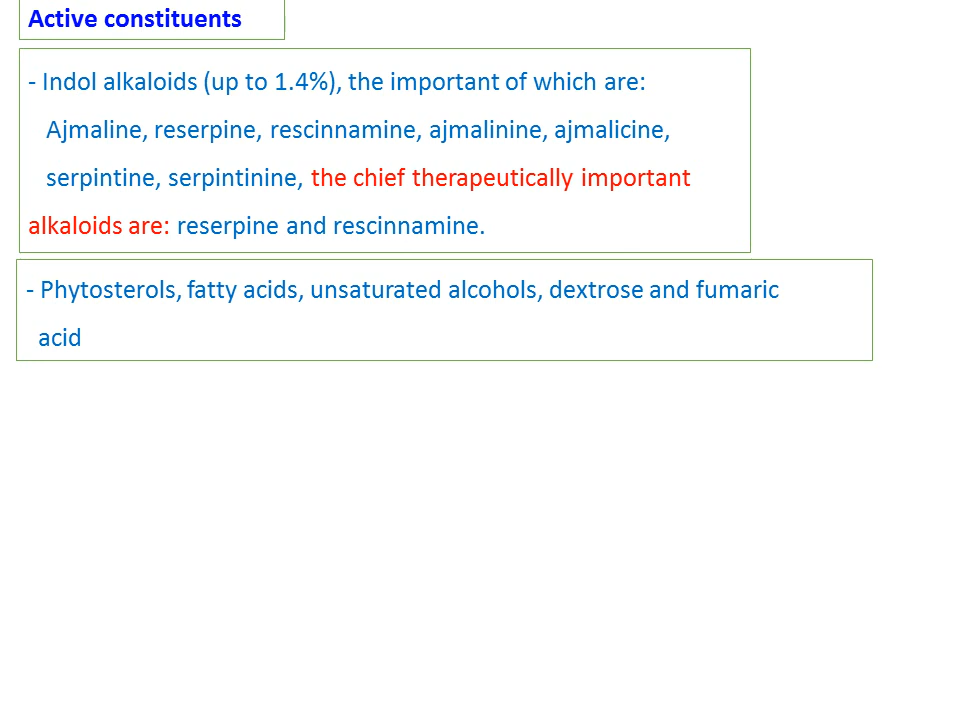 Active constituents
- Indol alkaloids (up to 1.4%), the important of which are:
Ajmaline, reserpine, rescinnamine, ajmalinine, ajmalicine,
serpintine, serpintinine, the chief therapeutically important
alkaloids are: reserpine and rescinnamine.
- Phytosterols, fatty acids, unsaturated alcohols, dextrose and fumaric
acid